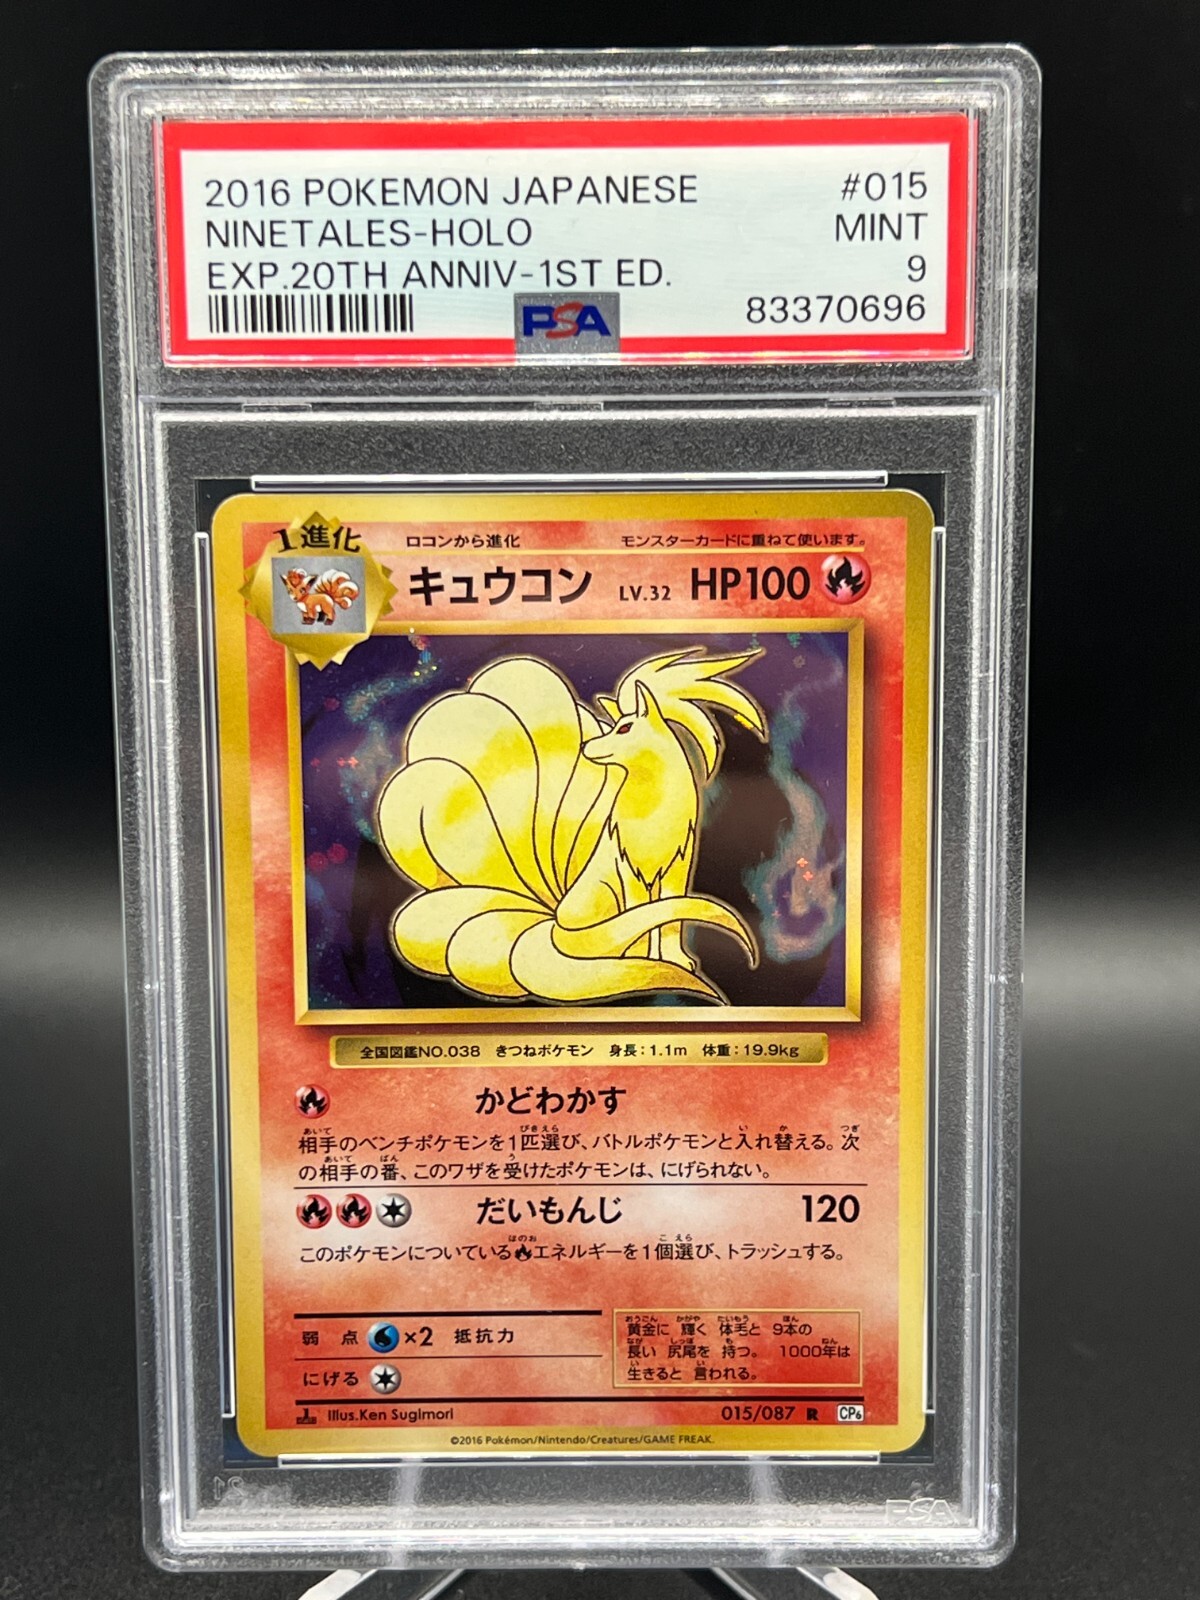 2016 POKEMON JAPANESE #015
NINETALES-HOLO MINT
EXP.20TH ANNIV-1ST ED. 9
PSA 83370696
1進化 ロコンから進化 モンスターカードに重ねて使います。
キュウコン LV.32 HP100
全国図鑑NO.038 きつねポケモン 身長:1.1m 体重:19.9kg
かどわかす
相手のベンチポケモンを1匹選び、バトルポケモンと入れ替える。次
の相手の番、このワザを受けたポケモンは、にげられない。
だいもんじ 120
このポケモンについているエネルギーを1個選び、トラッシュする。
弱点 ×2 抵抗力
にげる
黄金に 輝く 体毛と 9本の
長い 尻尾を 持つ。 1000年は
生きると 言われる。
Illus.Ken Sugimori 015/087 R CP6
©2016 Pokémon/Nintendo/Creatures/GAME FREAK.
PSA